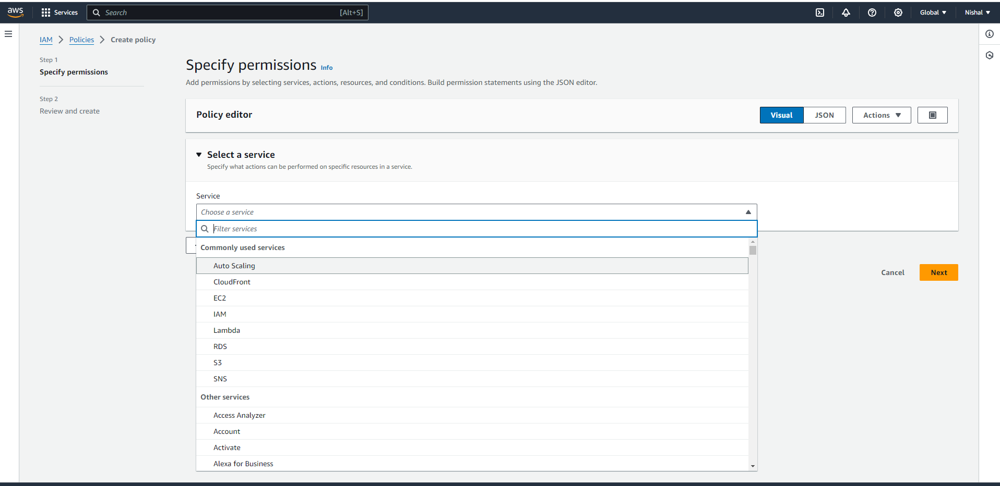 aws Services Search [Alt+S] Global Nishal
IAM Policies Create policy
Step 1
Specify permissions
Step 2
Review and create
Specify permissions Info
Add permissions by selecting services, actions, resources, and conditions. Build permission statements using the JSON editor.
Policy editor Visual JSON Actions
Select a service
Specify what actions can be performed on specific resources in a service.
Service
Choose a service
Filter services
Commonly used services
Auto Scaling
CloudFront
EC2
IAM
Lambda
RDS
S3
SNS
Other services
Access Analyzer
Account
Activate
Alexa for Business
Cancel Next